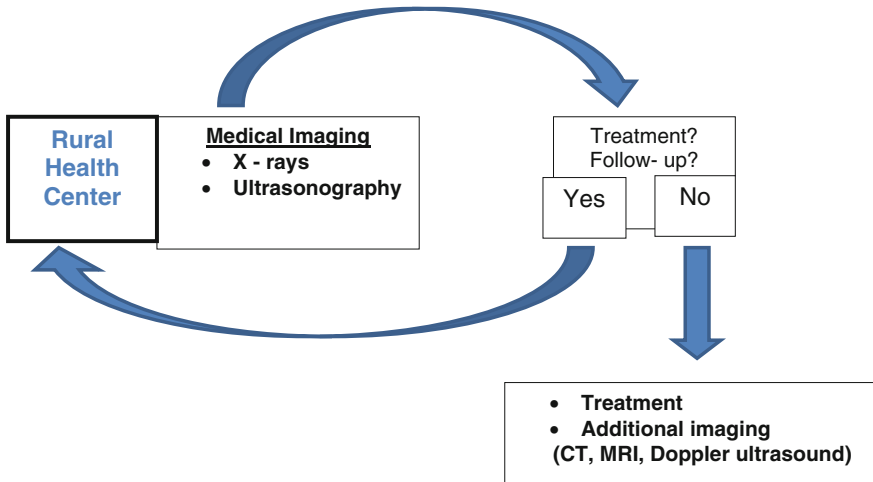 Rural
Health
Center
Medical Imaging
• X - rays
• Ultrasonography
Treatment?
Follow- up?
Yes
No
• Treatment
• Additional imaging
(CT, MRI, Doppler ultrasound)